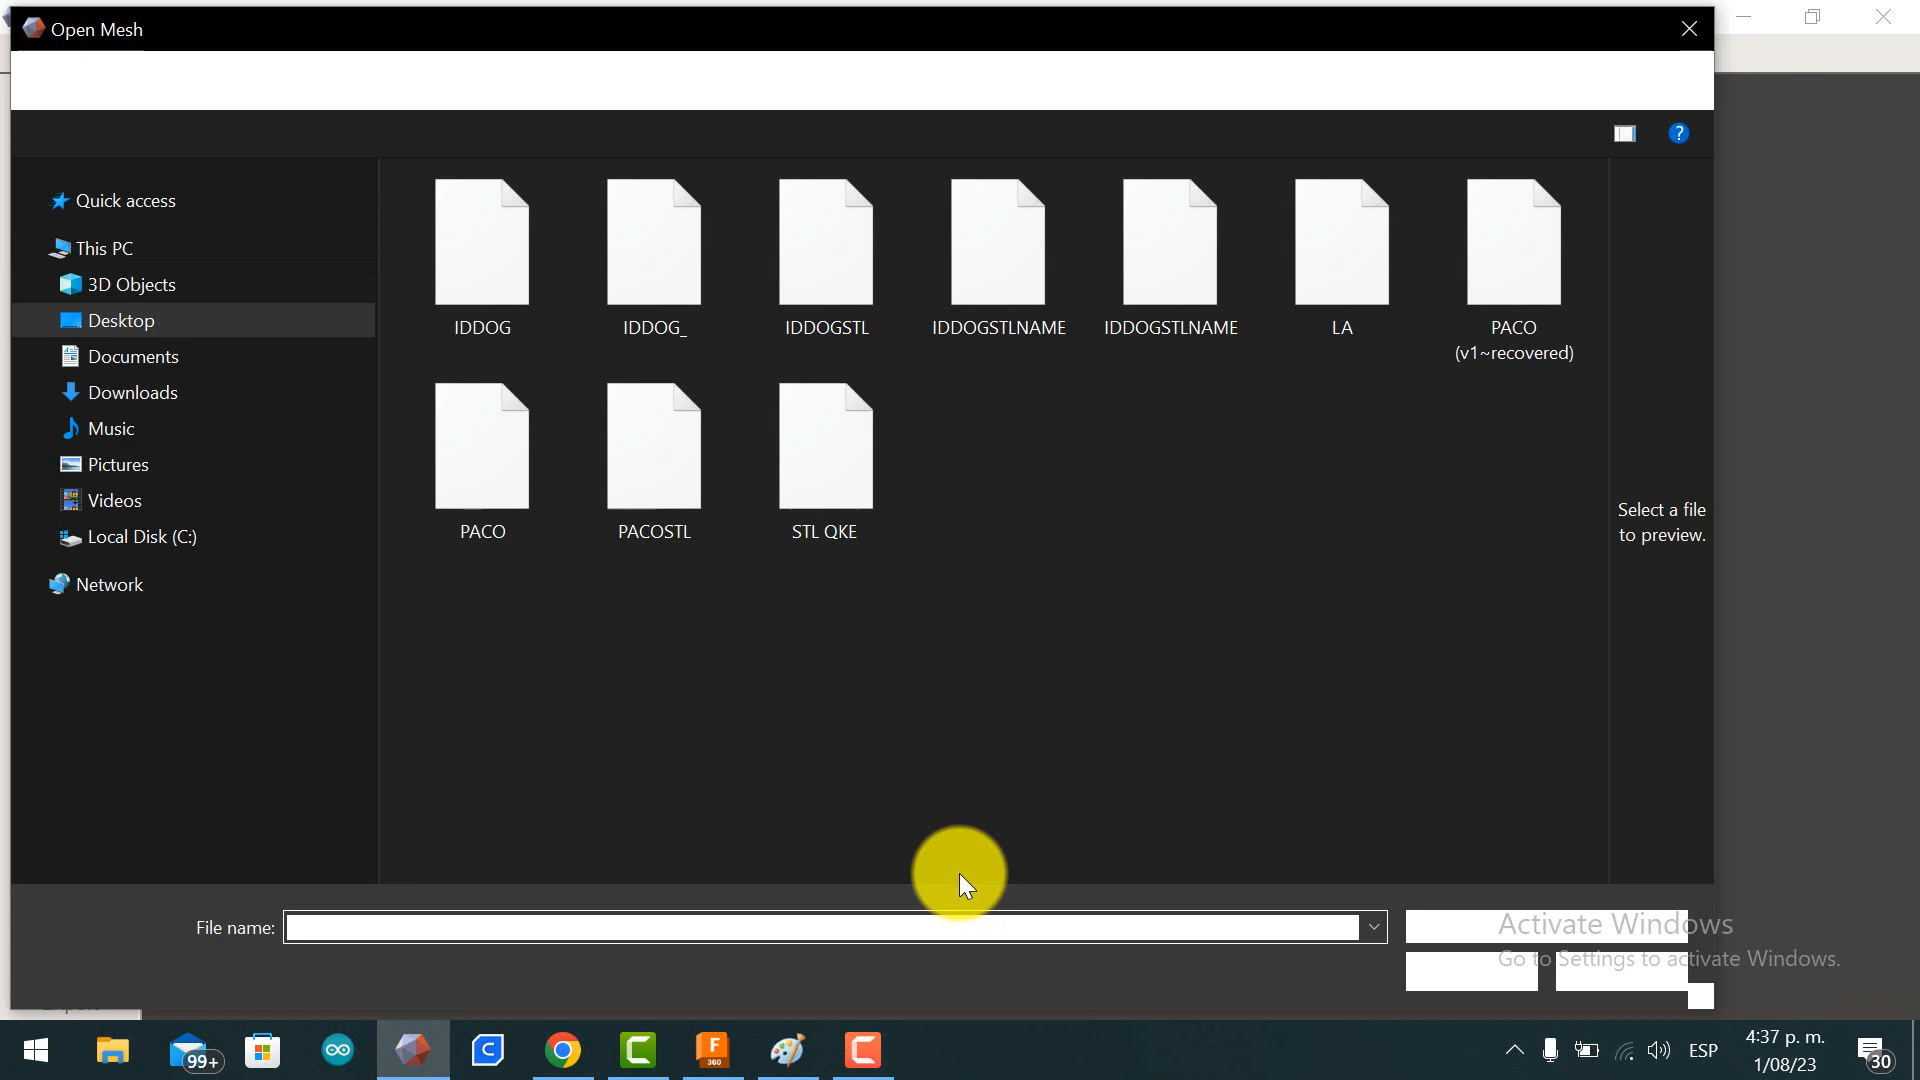 Open Mesh
Quick access
This PC
3D Objects
Desktop
Documents
Downloads
Music
Pictures
Videos
Local Disk (C:)
Network
IDDOG
IDDOG_
IDDOGSTL
IDDOGSTLNAME
IDDOGSTLNAME
LA
PACO
(v1~recovered)
PACO
PACOSTL
STL QKE
Select a file
to preview.
File name:
Activate Windows
Go to Settings to activate Windows.
99+
F
360
ESP
4:37 p. m.
1/08/23
30